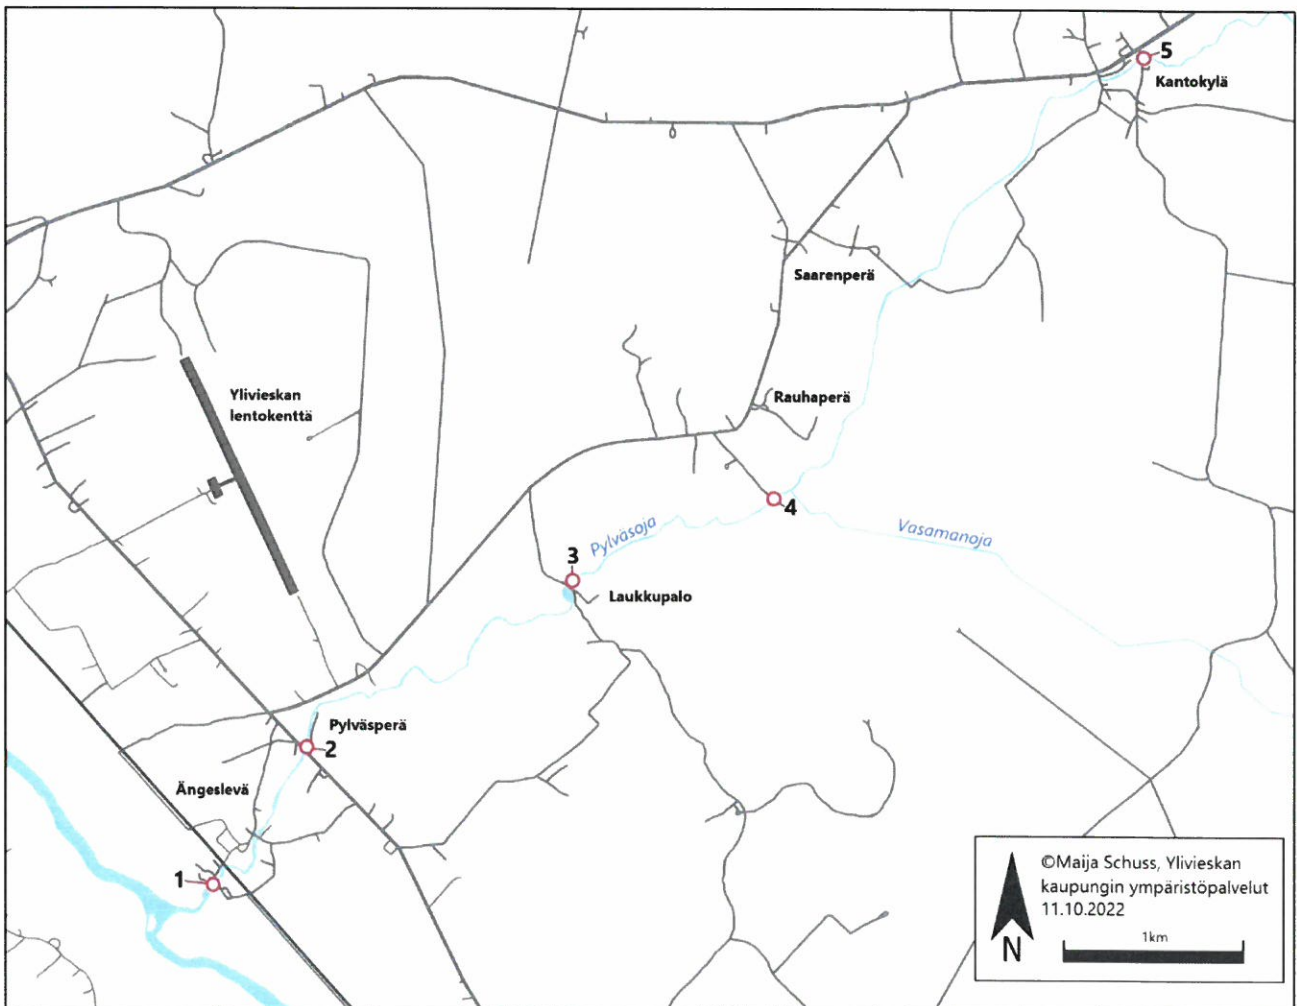 5
Kantokylä
Saarenperä
Ylivieskan
lentokenttä
Rauhaperä
4
Pylväsoja
Vasamanoja
3
Laukkupalo
Pylväsperä
2
Ängeslevä
1
©Maija Schuss, Ylivieskan
kaupungin ympäristöpalvelut
11.10.2022
1km
N